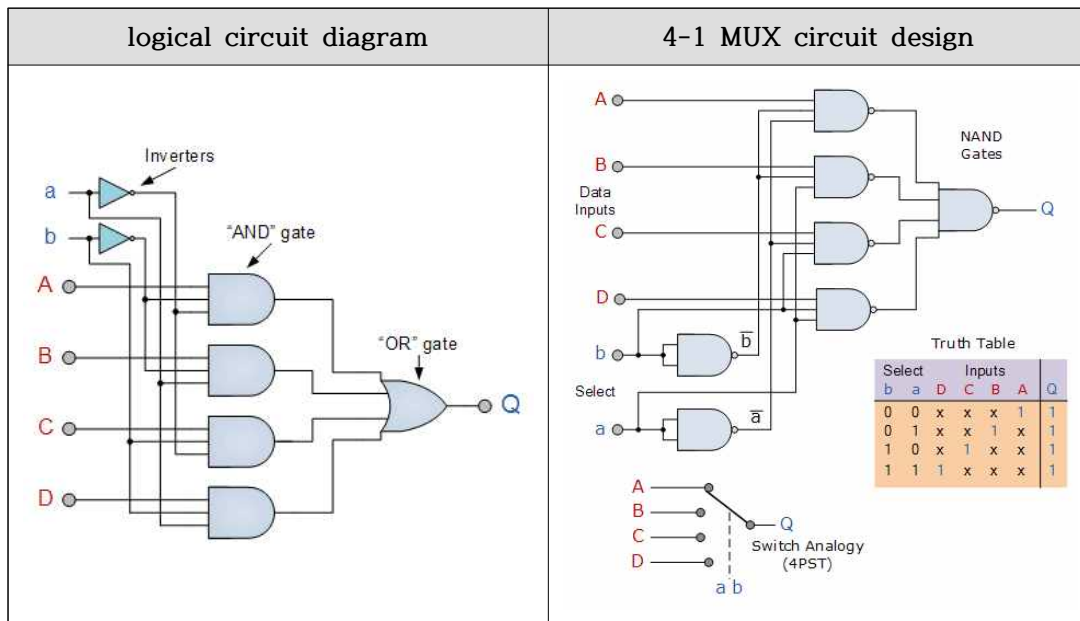 logical circuit diagram
4-1 MUX circuit design
Inverters
a
b
"AND" gate
A
B
"OR" gate
C
Q
D
A
NAND
Gates
B
Data
Inputs
Q
C
D
b
b̅
Select
a
a̅
Truth Table
Select Inputs
b a D C B A Q
0 0 x x x 1 1
0 1 x x 1 x 1
1 0 x 1 x x 1
1 1 1 x x x 1
A
B
Q
C
Switch Analogy
(4PST)
D
a b